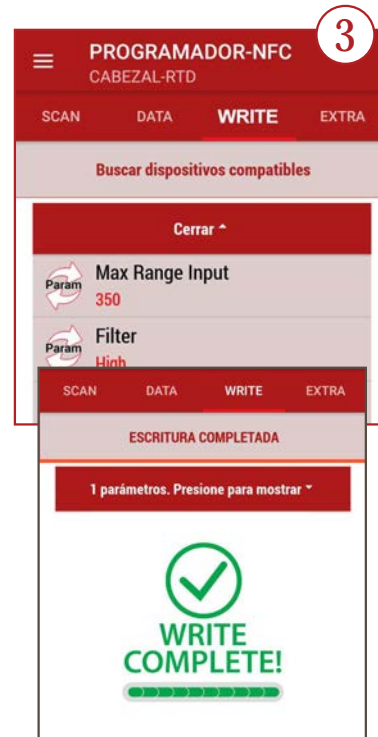 3
PROGRAMADOR-NFC
CABEZAL-RTD
SCAN DATA WRITE EXTRA
Buscar dispositivos compatibles
Cerrar
Param Max Range Input
350
Param Filter
High
SCAN DATA WRITE EXTRA
ESCRITURA COMPLETADA
1 parámetros. Presione para mostrar
WRITE
COMPLETE!